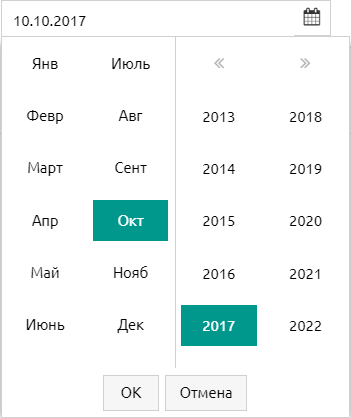 10.10.2017
Янв Июль « »
Февр Авг 2013 2018
Март Сент 2014 2019
Апр Окт 2015 2020
Май Нояб 2016 2021
Июнь Дек 2017 2022
OK Отмена